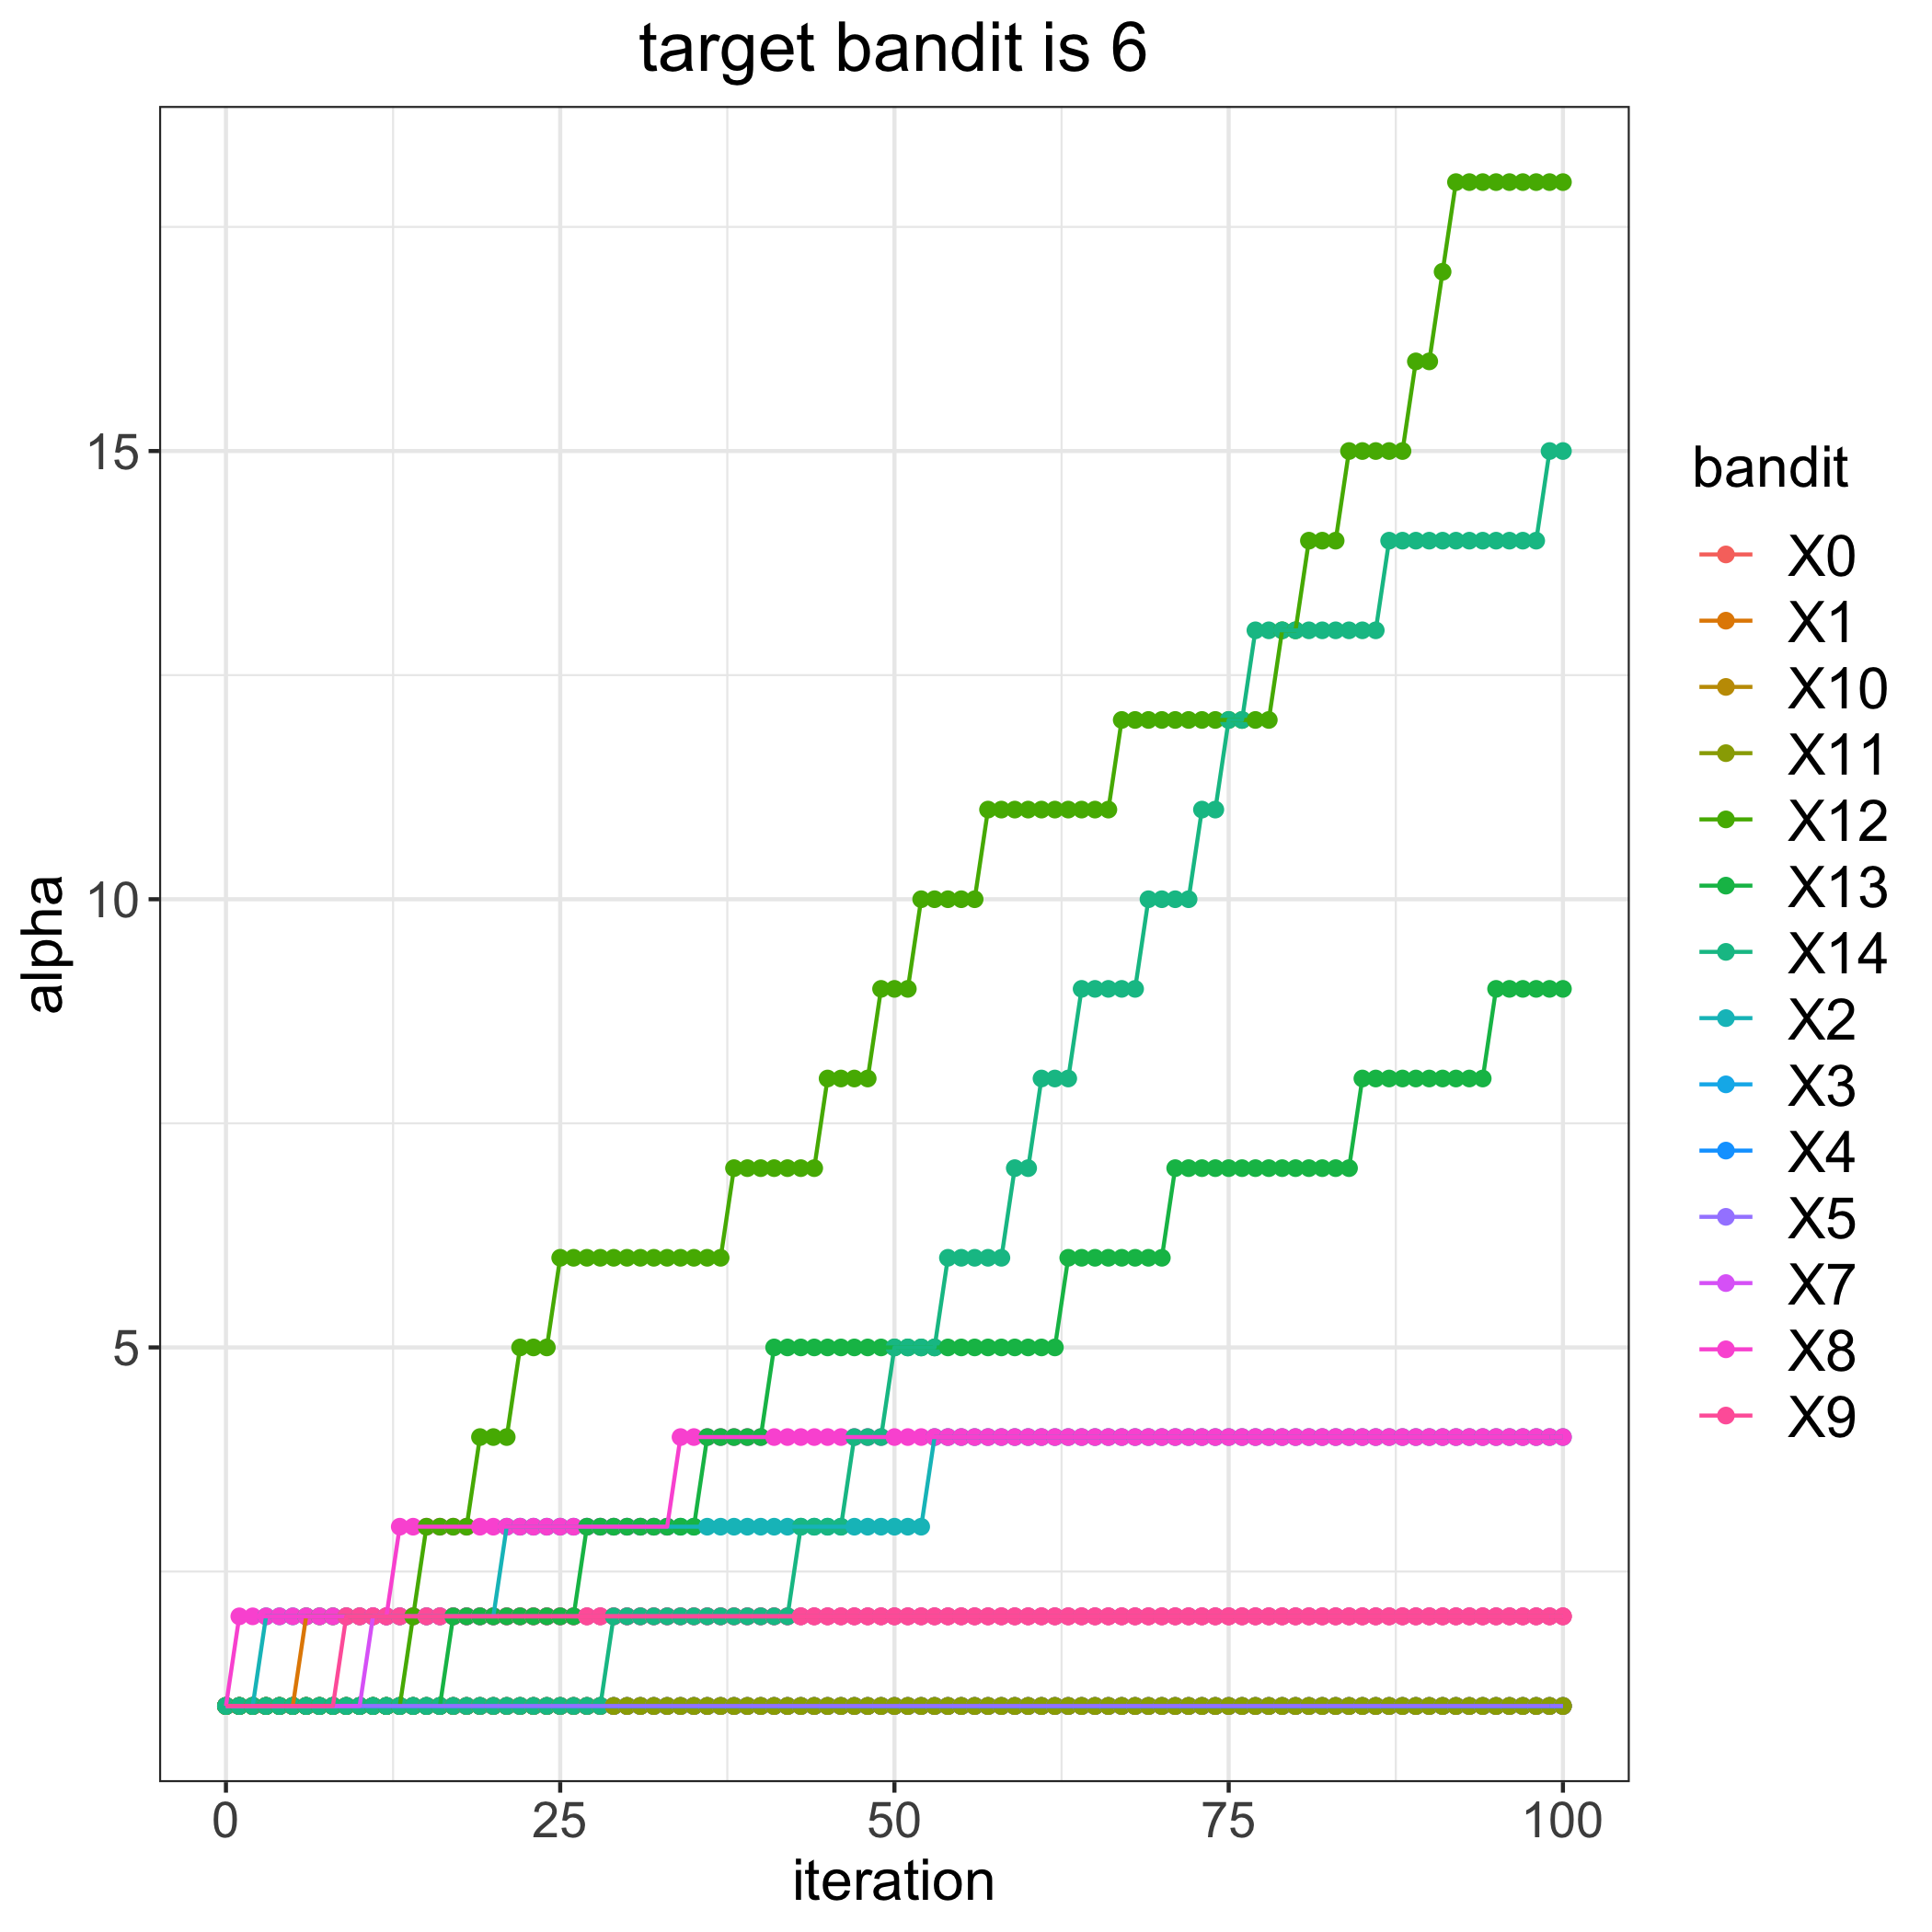 target bandit is 6
alpha
15
10
5
0
25
50
75
100
iteration
bandit
X0
X1
X10
X11
X12
X13
X14
X2
X3
X4
X5
X7
X8
X9